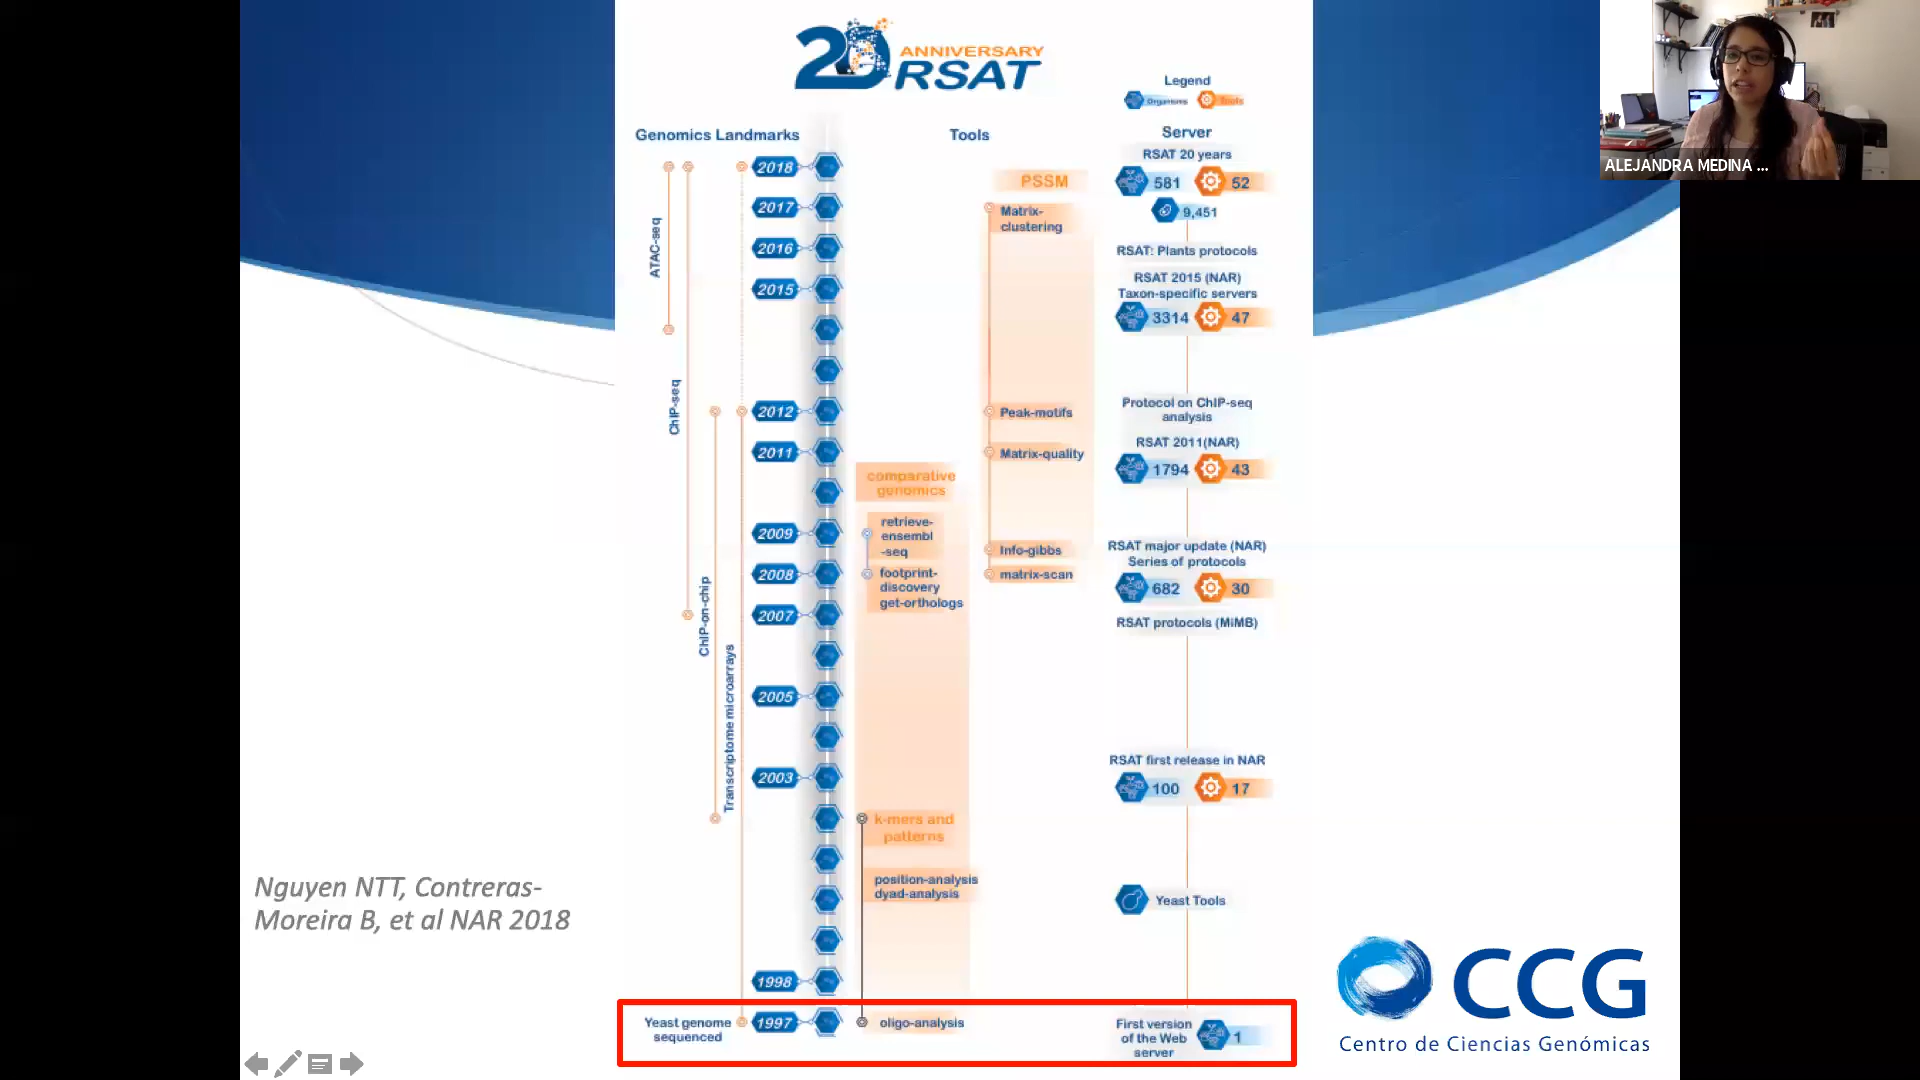 20 ANNIVERSARY
RSAT
Legend
Organisms Tools
Genomics Landmarks
Tools
Server
RSAT 20 years
2018
PSSM
581 52
2017
Matrix-
clustering
9,451
ATAC-seq
2016
RSAT: Plants protocols
RSAT 2015 (NAR)
Taxon-specific servers
2015
3314 47
ChIP-seq
2012
Peak-motifs
Protocol on ChIP-seq
analysis
RSAT 2011(NAR)
2011
Matrix-quality
1794 43
comparative
genomics
2009
retrieve-
ensembl
-seq
Info-gibbs
RSAT major update (NAR)
Series of protocols
2008
footprint-
discovery
get-orthologs
matrix-scan
682 30
ChIP-on-chip
2007
RSAT protocols (MiMB)
Transcriptome microarrays
2005
RSAT first release in NAR
2003
100 17
k-mers and
patterns
position-analysis
dyad-analysis
Yeast Tools
1998
Yeast genome
sequenced
1997
oligo-analysis
First version
of the Web
server
1
Nguyen NTT, Contreras-
Moreira B, et al NAR 2018
CCG
Centro de Ciencias Genómicas
ALEJANDRA MEDINA ...